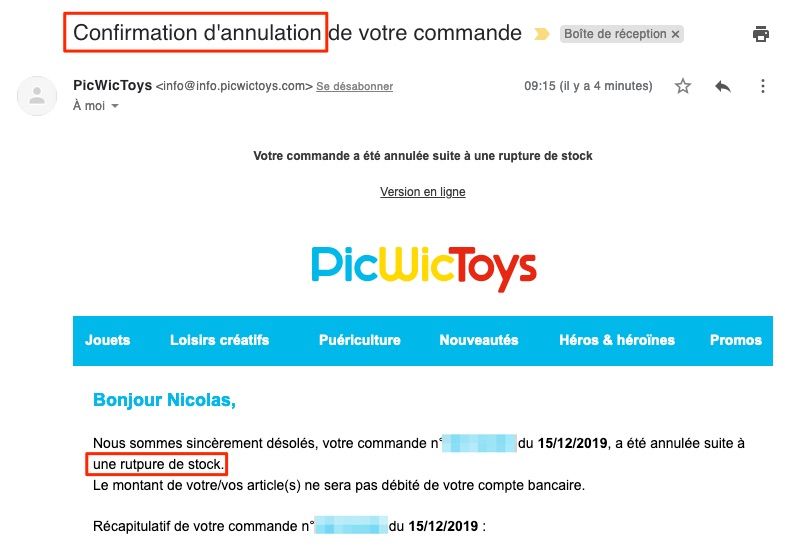 Confirmation d'annulation de votre commande Boîte de réception ×
PicWicToys <info@info.picwictoys.com> Se désabonner 09:15 (il y a 4 minutes)
À moi
Votre commande a été annulée suite à une rupture de stock
Version en ligne
PicWicToys
Jouets Loisirs créatifs Puériculture Nouveautés Héros & héroïnes Promos
Bonjour Nicolas,
Nous sommes sincèrement désolés, votre commande n° du 15/12/2019, a été annulée suite à
une rutpure de stock.
Le montant de votre/vos article(s) ne sera pas débité de votre compte bancaire.
Récapitulatif de votre commande n° du 15/12/2019 :